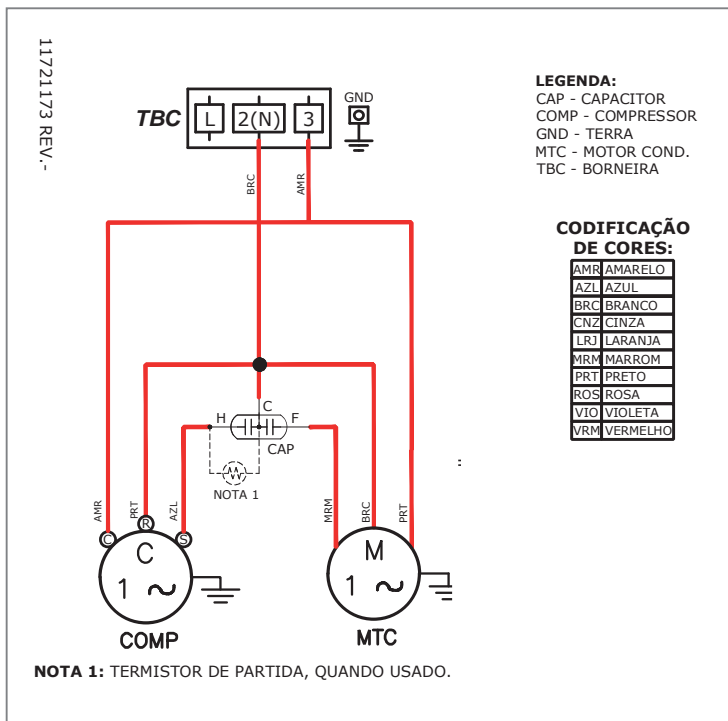 11721173 REV.-
TBC
L
2(N)
3
GND
BRC
AMR
H
C
F
CAP
NOTA 1
AMR
PRT
AZL
MRM
BRC
PRT
C
R
S
C
1 ~
COMP
M
1 ~
MTC
NOTA 1: TERMISTOR DE PARTIDA, QUANDO USADO.
LEGENDA:
CAP - CAPACITOR
COMP - COMPRESSOR
GND - TERRA
MTC - MOTOR COND.
TBC - BORNEIRA
CODIFICAÇÃO
DE CORES:
AMR AMARELO
AZL AZUL
BRC BRANCO
CNZ CINZA
LRJ LARANJA
MRM MARROM
PRT PRETO
ROS ROSA
VIO VIOLETA
VRM VERMELHO
: